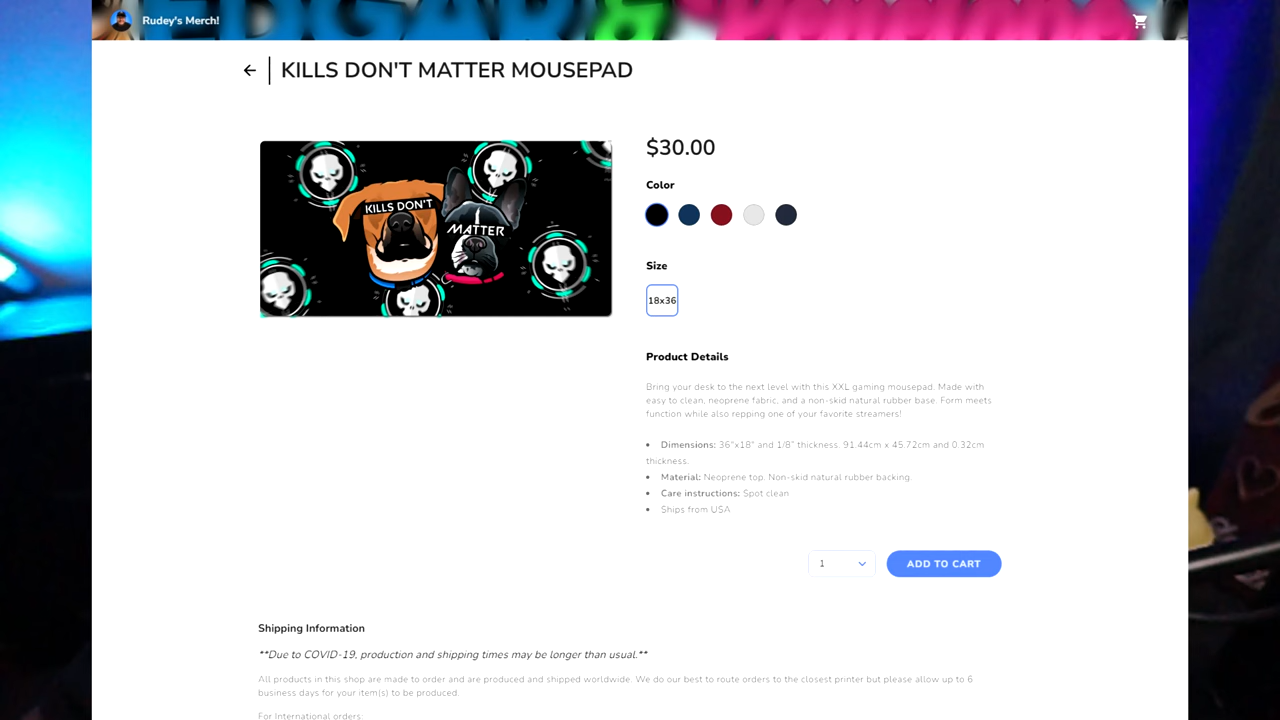 EDGAR &
Rudey's Merch!
KILLS DON'T MATTER MOUSEPAD
KILLS DON'T
MATTER
$30.00
Color
Size
18x36
Product Details
Bring your desk to the next level with this XXL gaming mousepad. Made with
easy to clean, neoprene fabric, and a non-skid natural rubber base. Form meets
function while also repping one of your favorite streamers!
• Dimensions: 36"x18" and 1/8" thickness. 91.44cm x 45.72cm and 0.32cm
thickness.
• Material: Neoprene top. Non-skid natural rubber backing.
• Care instructions: Spot clean
• Ships from USA
1
ADD TO CART
Shipping Information
**Due to COVID-19, production and shipping times may be longer than usual.**
All products in this shop are made to order and are produced and shipped worldwide. We do our best to route orders to the closest printer but please allow up to 6
business days for your item(s) to be produced.
For International orders: